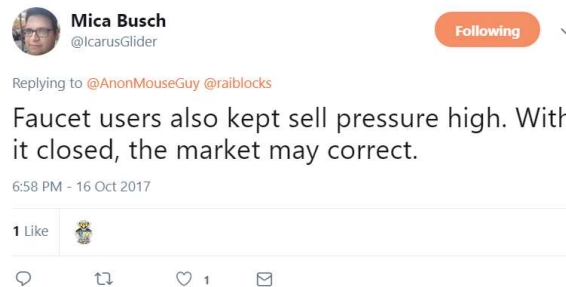 Mica Busch
@IcarusGlider
Following
Replying to @AnonMouseGuy @raiblocks
Faucet users also kept sell pressure high. With
it closed, the market may correct.
6:58 PM - 16 Oct 2017
1 Like
1